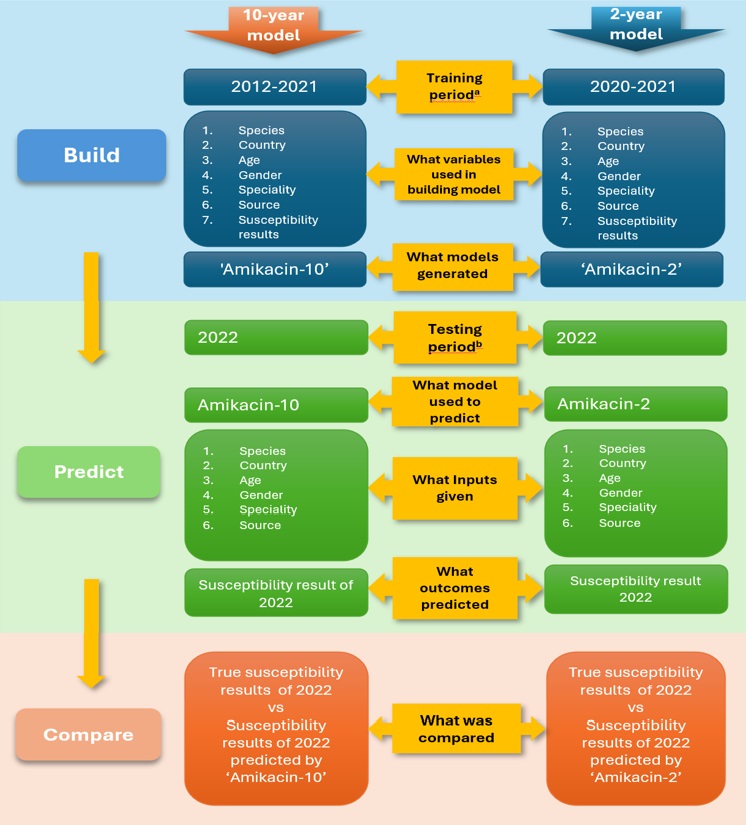 10-year
model
2-year
model
2012-2021
Training
periodᵃ
2020-2021
Build
1. Species
2. Country
3. Age
4. Gender
5. Speciality
6. Source
7. Susceptibility
results
What variables
used in
building model
1. Species
2. Country
3. Age
4. Gender
5. Speciality
6. Source
7. Susceptibility
results
'Amikacin-10’
What models
generated
‘Amikacin-2’
2022
Testing
periodᵇ
2022
Amikacin-10
What model
used to
predict
Amikacin-2
Predict
1. Species
2. Country
3. Age
4. Gender
5. Speciality
6. Source
What Inputs
given
1. Species
2. Country
3. Age
4. Gender
5. Speciality
6. Source
Susceptibility result of
2022
What
outcomes
predicted
Susceptibility result
2022
Compare
True susceptibility
results of 2022
vs
Susceptibility
results of 2022
predicted by
‘Amikacin-10’
What was
compared
True susceptibility
results of 2022
vs
Susceptibility
results of 2022
predicted by
‘Amikacin-2’